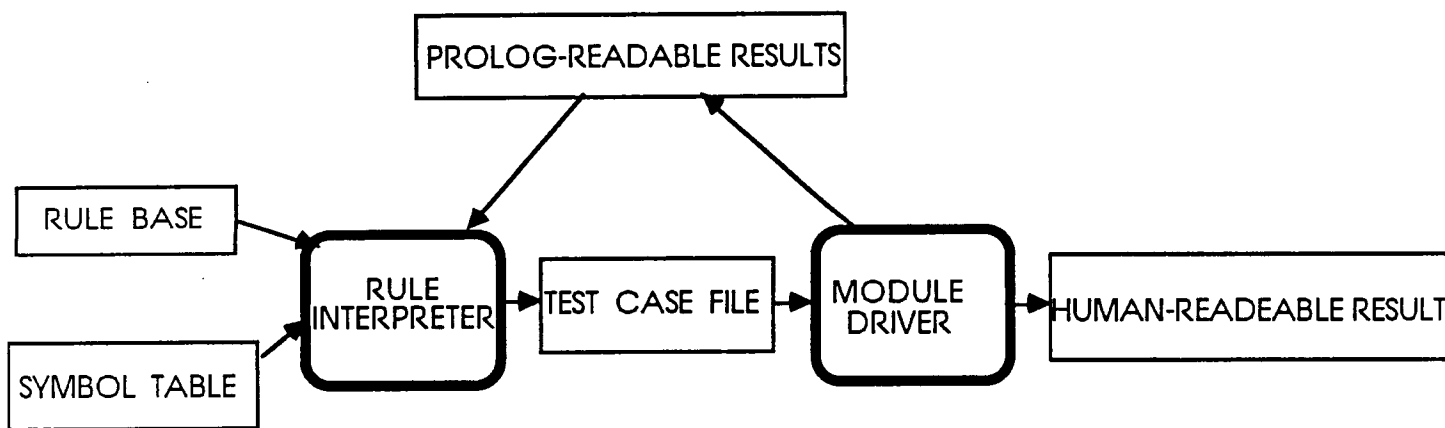 PROLOG-READABLE RESULTS
RULE BASE
RULE
INTERPRETER
TEST CASE FILE
MODULE
DRIVER
HUMAN-READEABLE RESULT
SYMBOL TABLE